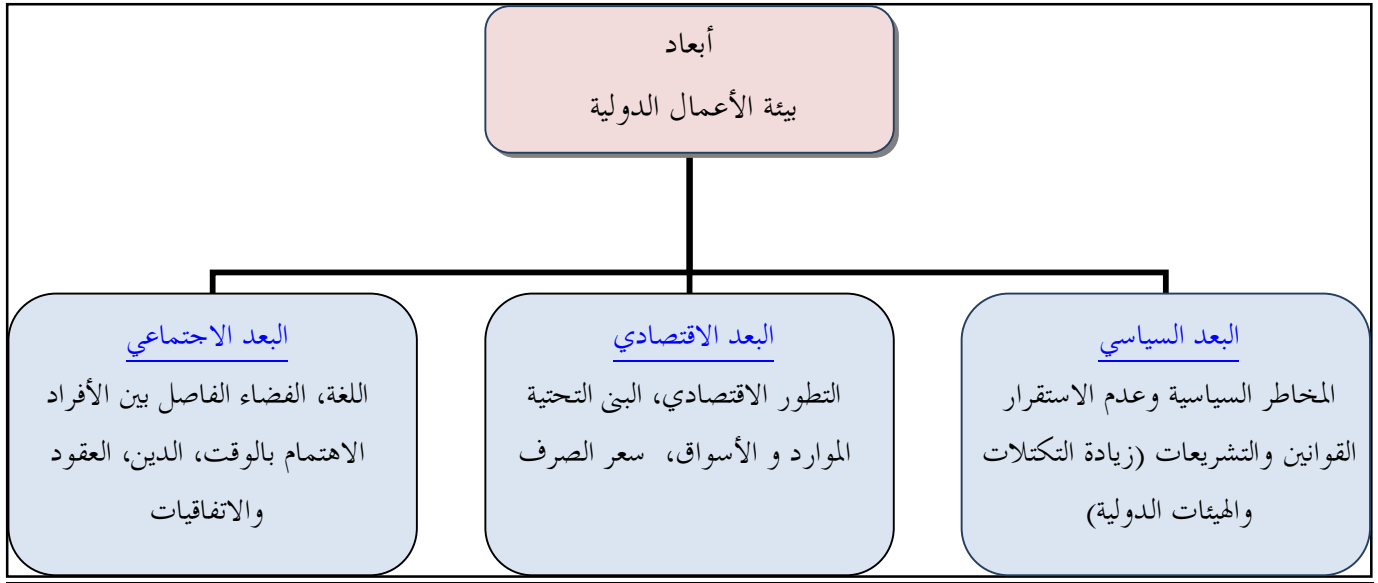 أبعاد
بيئة الأعمال الدولية
البعد السياسي
المخاطر السياسية وعدم الاستقرار
القوانين والتشريعات (زيادة التكتلات
والهيئات الدولية)
البعد الاقتصادي
التطور الاقتصادي، البنى التحتية
الموارد و الأسواق، سعر الصرف
البعد الاجتماعي
اللغة، الفضاء الفاصل بين الأفراد
الاهتمام بالوقت، الدين، العقود
والاتفاقيات